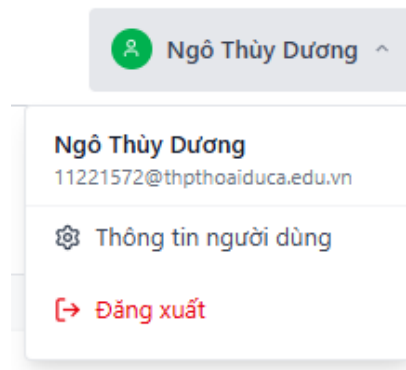 Ngô Thùy Dương
Ngô Thùy Dương
11221572@thpthoaiduca.edu.vn
Thông tin người dùng
Đăng xuất